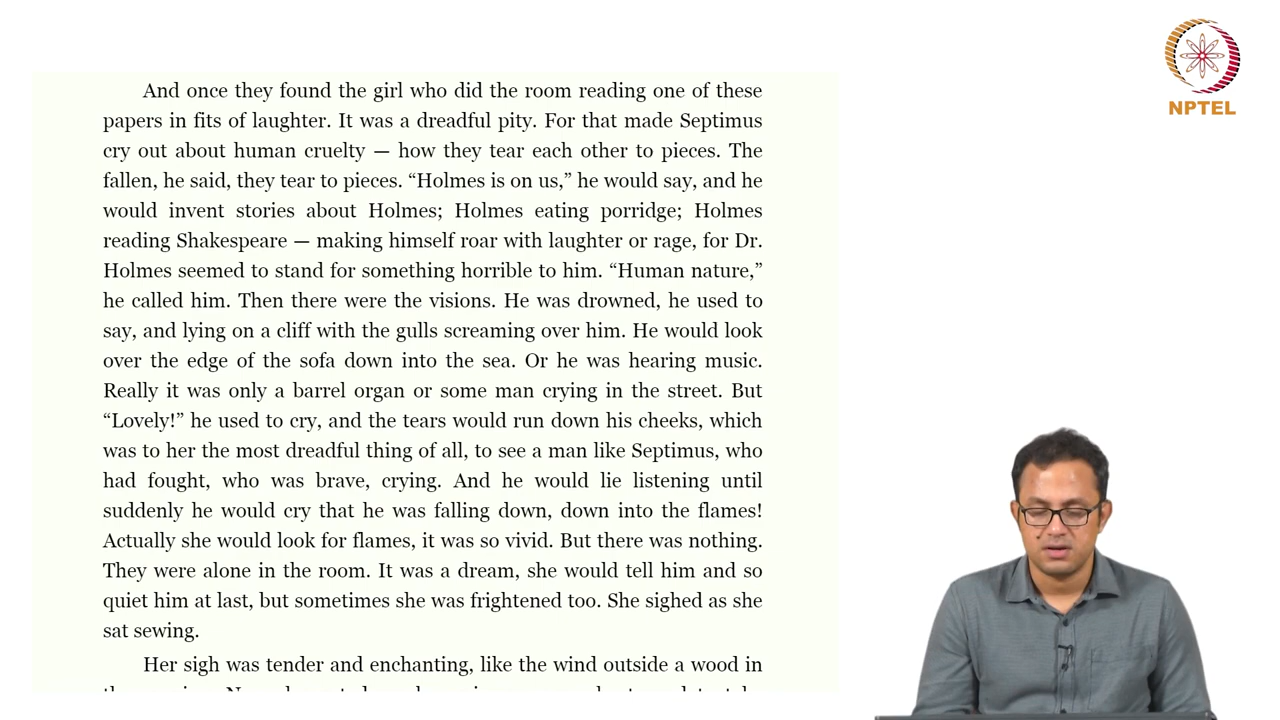 And once they found the girl who did the room reading one of these
papers in fits of laughter. It was a dreadful pity. For that made Septimus
cry out about human cruelty — how they tear each other to pieces. The
fallen, he said, they tear to pieces. “Holmes is on us,” he would say, and he
would invent stories about Holmes; Holmes eating porridge; Holmes
reading Shakespeare — making himself roar with laughter or rage, for Dr.
Holmes seemed to stand for something horrible to him. “Human nature,”
he called him. Then there were the visions. He was drowned, he used to
say, and lying on a cliff with the gulls screaming over him. He would look
over the edge of the sofa down into the sea. Or he was hearing music.
Really it was only a barrel organ or some man crying in the street. But
“Lovely!” he used to cry, and the tears would run down his cheeks, which
was to her the most dreadful thing of all, to see a man like Septimus, who
had fought, who was brave, crying. And he would lie listening until
suddenly he would cry that he was falling down, down into the flames!
Actually she would look for flames, it was so vivid. But there was nothing.
They were alone in the room. It was a dream, she would tell him and so
quiet him at last, but sometimes she was frightened too. She sighed as she
sat sewing.
Her sigh was tender and enchanting, like the wind outside a wood in
NPTEL